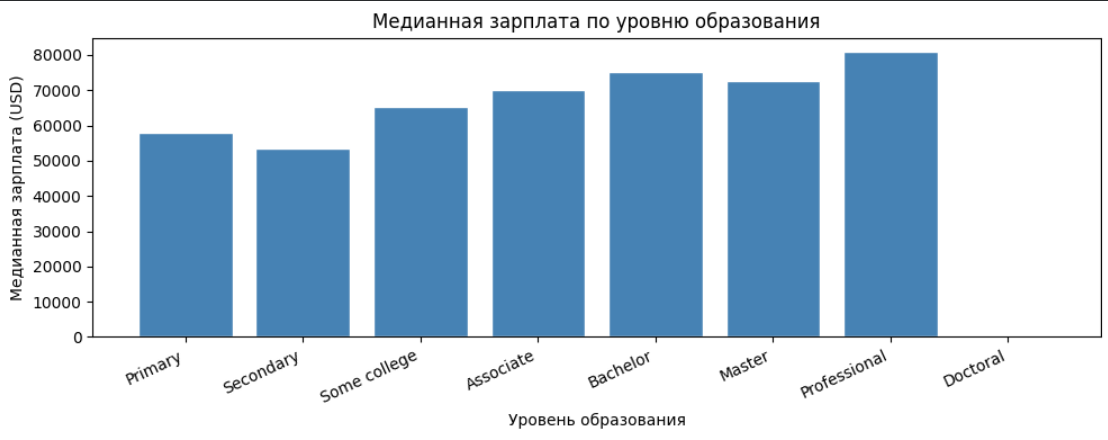 Медианная зарплата по уровню образования
Медианная зарплата (USD)
80000
70000
60000
50000
40000
30000
20000
10000
0
Primary
Secondary
Some college
Associate
Bachelor
Master
Professional
Doctoral
Уровень образования